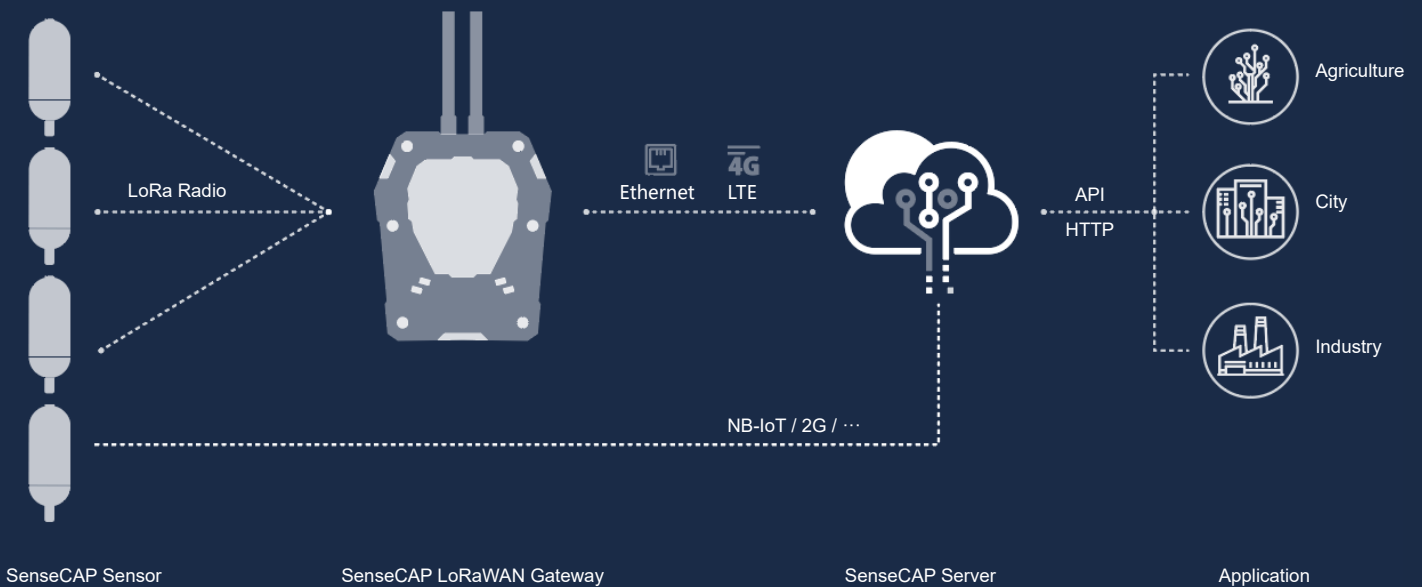 LoRa Radio
4G
Ethernet
LTE
NB-IoT / 2G / ···
API
HTTP
Agriculture
City
Industry
SenseCAP Sensor
SenseCAP LoRaWAN Gateway
SenseCAP Server
Application